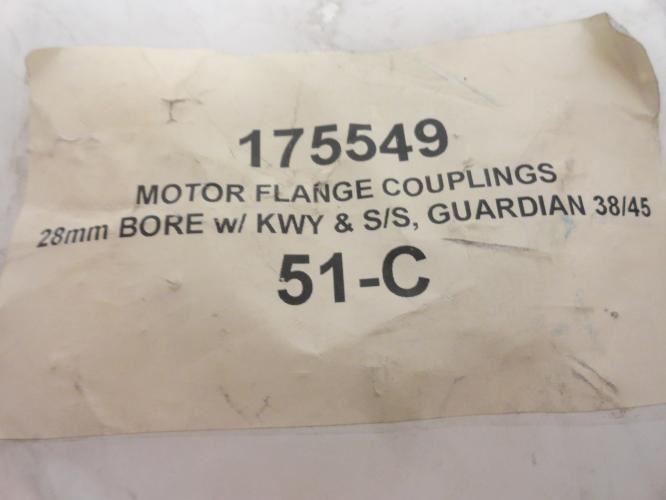 175549
MOTOR FLANGE COUPLINGS
28mm BORE w/ KWY & S/S, GUARDIAN 38/45
51-C